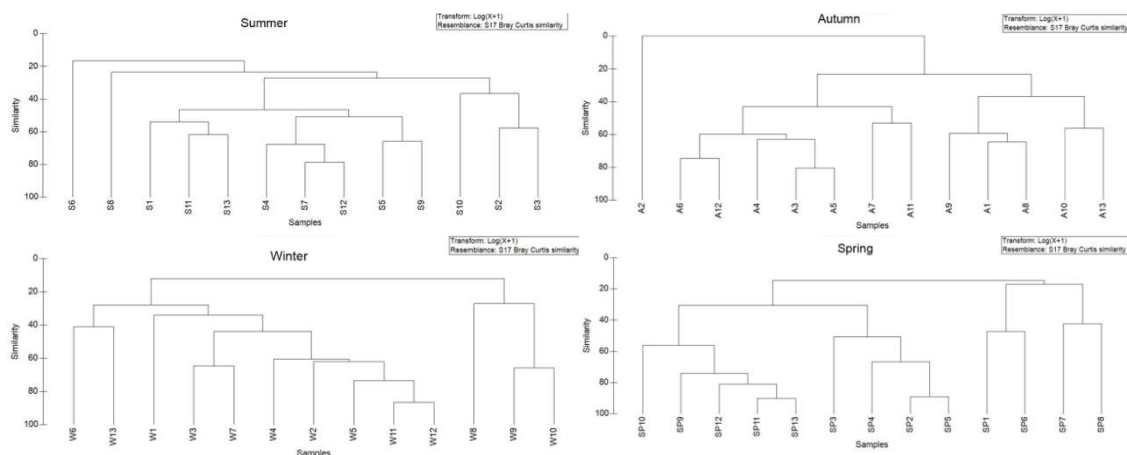 Summer
Transform: Log(X+1)
Resemblance: S17 Bray Curtis similarity
0
20
40
60
80
100
Similarity
S6 S8 S1 S11 S13 S4 S7 S12 S5 S9 S10 S2 S3
Samples
Autumn
Transform: Log(X+1)
Resemblance: S17 Bray Curtis similarity
0
20
40
60
80
100
Similarity
A2 A6 A12 A4 A3 A5 A7 A11 A9 A1 A8 A10 A13
Samples
Winter
Transform: Log(X+1)
Resemblance: S17 Bray Curtis similarity
0
20
40
60
80
100
Similarity
W6 W13 W1 W3 W7 W4 W2 W5 W11 W12 W8 W9 W10
Samples
Spring
Transform: Log(X+1)
Resemblance: S17 Bray Curtis similarity
0
20
40
60
80
100
Similarity
SP10 SP9 SP12 SP11 SP13 SP3 SP4 SP2 SP5 SP1 SP6 SP7 SP8
Samples